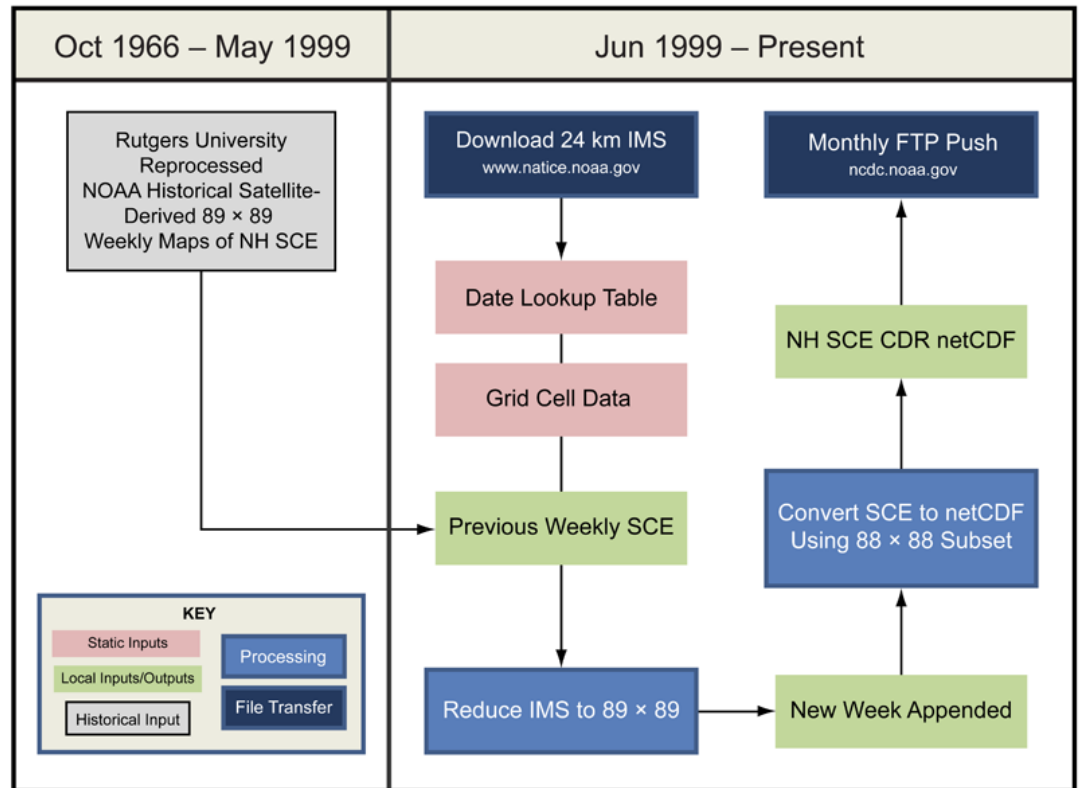 Oct 1966 – May 1999
Jun 1999 – Present
Rutgers University
Reprocessed
NOAA Historical Satellite-
Derived 89 × 89
Weekly Maps of NH SCE
Download 24 km IMS
www.natice.noaa.gov
Date Lookup Table
Grid Cell Data
Previous Weekly SCE
Reduce IMS to 89 × 89
New Week Appended
Convert SCE to netCDF
Using 88 × 88 Subset
NH SCE CDR netCDF
Monthly FTP Push
ncdc.noaa.gov
KEY
Static Inputs
Local Inputs/Outputs
Historical Input
Processing
File Transfer